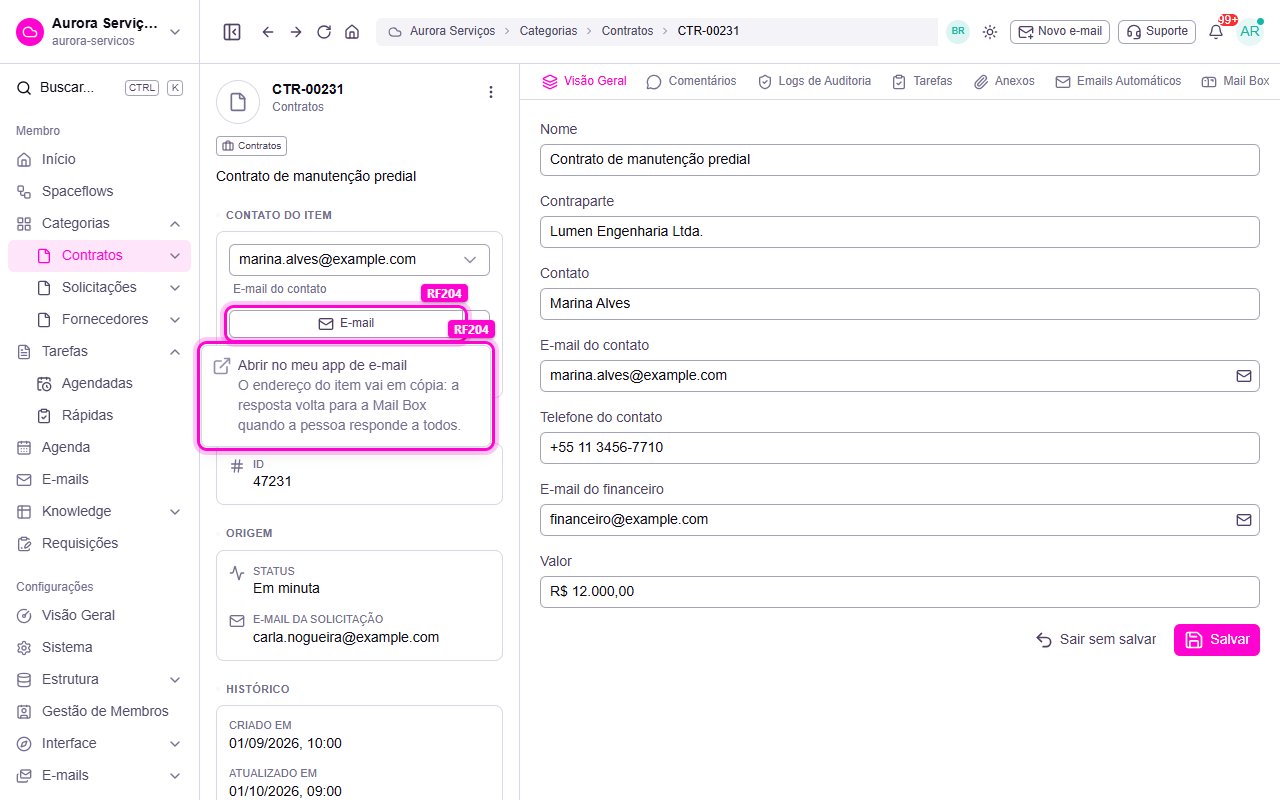 Aurora Serviç...
aurora-servicos
Aurora Serviços
Categorias
Contratos
CTR-00231
BR
Novo e-mail
Suporte
99+
AR
Buscar...
CTRL
K
Membro
Início
Spaceflows
Categorias
Contratos
Solicitações
Fornecedores
Tarefas
Agendadas
Rápidas
Agenda
E-mails
Knowledge
Requisições
Configurações
Visão Geral
Sistema
Estrutura
Gestão de Membros
Interface
E-mails
CTR-00231
Contratos
Contratos
Contrato de manutenção predial
CONTATO DO ITEM
marina.alves@example.com
E-mail do contato
RF204
E-mail
RF204
Abrir no meu app de e-mail
O endereço do item vai em cópia: a
resposta volta para a Mail Box
quando a pessoa responde a todos.
ID
47231
ORIGEM
STATUS
Em minuta
E-MAIL DA SOLICITAÇÃO
carla.nogueira@example.com
HISTÓRICO
CRIADO EM
01/09/2026, 10:00
ATUALIZADO EM
01/10/2026, 09:00
Visão Geral
Comentários
Logs de Auditoria
Tarefas
Anexos
Emails Automáticos
Mail Box
Nome
Contrato de manutenção predial
Contraparte
Lumen Engenharia Ltda.
Contato
Marina Alves
E-mail do contato
marina.alves@example.com
Telefone do contato
+55 11 3456-7710
E-mail do financeiro
financeiro@example.com
Valor
R$ 12.000,00
Sair sem salvar
Salvar